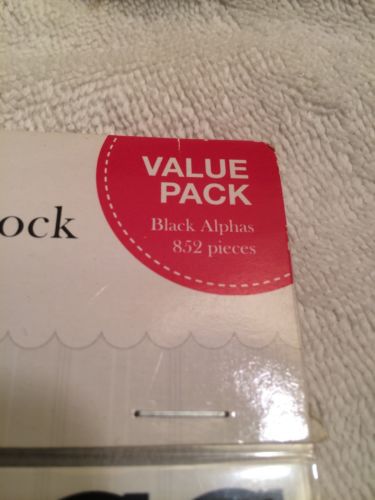 VALUE
PACK
Black Alphas
852 pieces
ock